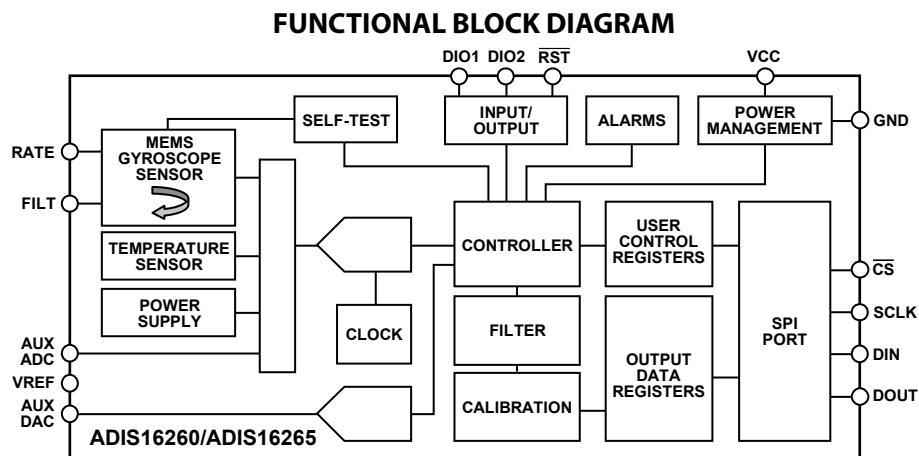 FUNCTIONAL BLOCK DIAGRAM
DIO1 DIO2 RST VCC
SELF-TEST
INPUT/
OUTPUT
ALARMS
POWER
MANAGEMENT
GND
RATE
FILT
MEMS
GYROSCOPE
SENSOR
TEMPERATURE
SENSOR
POWER
SUPPLY
CLOCK
CONTROLLER
FILTER
CALIBRATION
USER
CONTROL
REGISTERS
OUTPUT
DATA
REGISTERS
SPI
PORT
CS
SCLK
DIN
DOUT
AUX
ADC
VREF
AUX
DAC
ADIS16260/ADIS16265